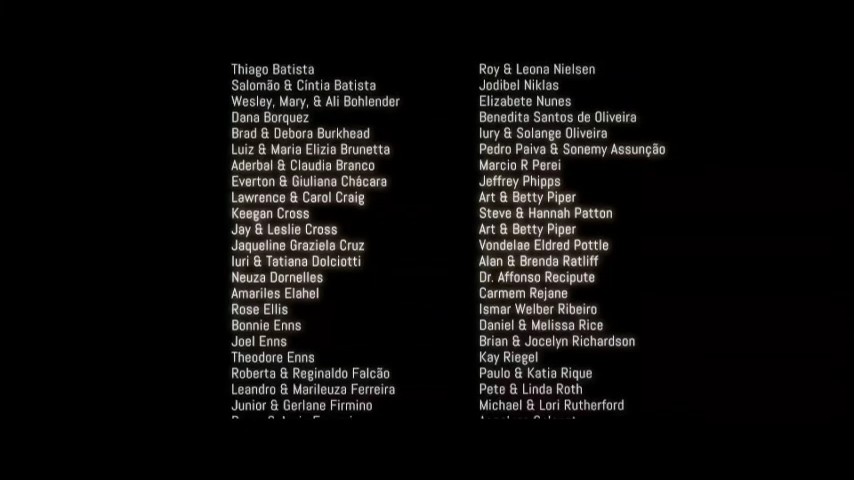 Thiago Batista
Salomão & Cíntia Batista
Wesley, Mary, & Ali Bohlender
Dana Borquez
Brad & Debora Burkhead
Luiz & Maria Elizia Brunetta
Aderbal & Claudia Branco
Everton & Giuliana Chácara
Lawrence & Carol Craig
Keegan Cross
Jay & Leslie Cross
Jaqueline Graziela Cruz
Iuri & Tatiana Dolciotti
Neuza Dornelles
Amariles Elahel
Rose Ellis
Bonnie Enns
Joel Enns
Theodore Enns
Roberta & Reginaldo Falcão
Leandro & Marileuza Ferreira
Junior & Gerlane Firmino
Roy & Leona Nielsen
Jodibel Niklas
Elizabete Nunes
Benedita Santos de Oliveira
Iury & Solange Oliveira
Pedro Paiva & Sonemy Assunção
Marcio R Perei
Jeffrey Phipps
Art & Betty Piper
Steve & Hannah Patton
Art & Betty Piper
Vondelae Eldred Pottle
Alan & Brenda Ratliff
Dr. Affonso Recipute
Carmem Rejane
Ismar Welber Ribeiro
Daniel & Melissa Rice
Brian & Jocelyn Richardson
Kay Riegel
Paulo & Katia Rique
Pete & Linda Roth
Michael & Lori Rutherford